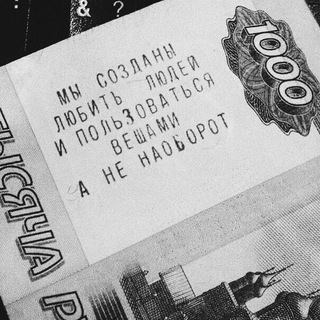 : & ?
1000
МЫ СОЗДАНЫ
ЛЮБИТЬ ЛЮДЕЙ
И ПОЛЬЗОВАТЬСЯ
ВЕЩАМИ
А НЕ НАОБОРОТ
ТЫСЯЧА